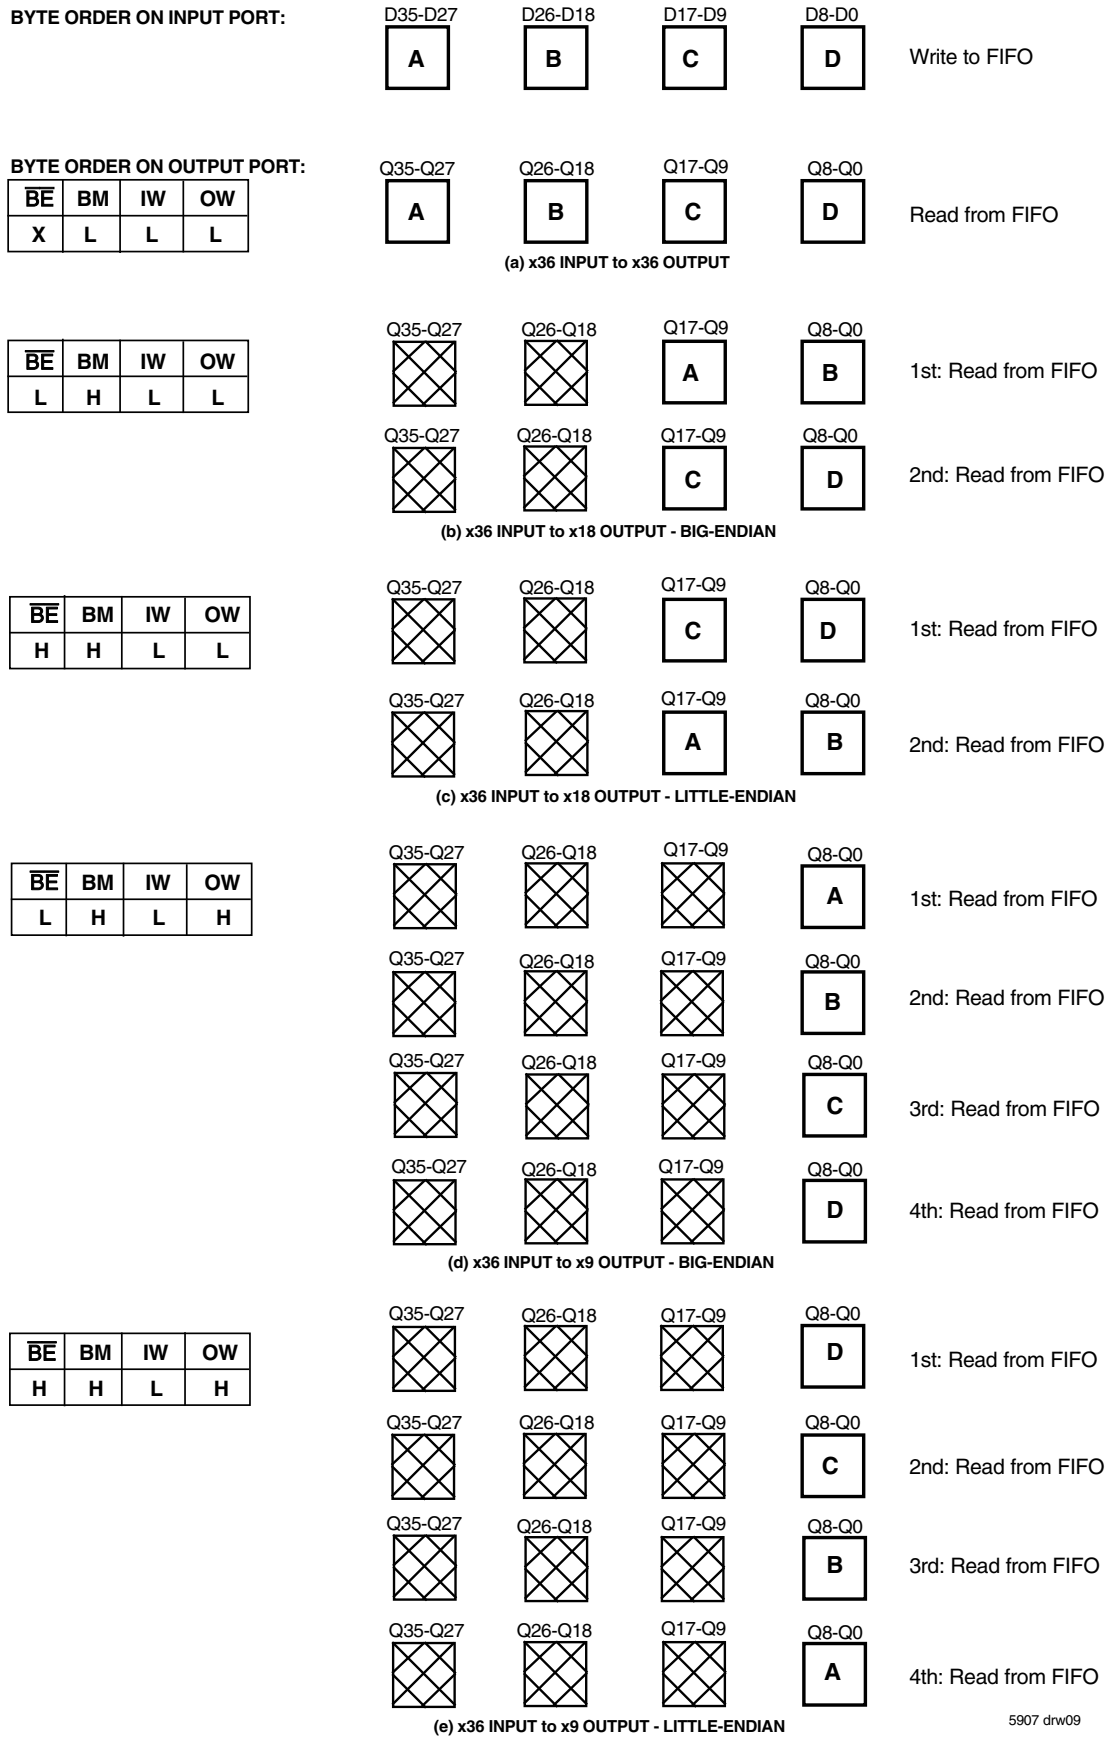 BYTE ORDER ON INPUT PORT:
D35-D27 D26-D18 D17-D9 D8-D0
A B C D Write to FIFO
BYTE ORDER ON OUTPUT PORT:
Q35-Q27 Q26-Q18 Q17-Q9 Q8-Q0
BE BM IW OW
X L L L
A B C D Read from FIFO
(a) x36 INPUT to x36 OUTPUT
Q35-Q27 Q26-Q18 Q17-Q9 Q8-Q0
BE BM IW OW
L H L L
A B 1st: Read from FIFO
Q35-Q27 Q26-Q18 Q17-Q9 Q8-Q0
C D 2nd: Read from FIFO
(b) x36 INPUT to x18 OUTPUT - BIG-ENDIAN
Q35-Q27 Q26-Q18 Q17-Q9 Q8-Q0
BE BM IW OW
H H L L
C D 1st: Read from FIFO
Q35-Q27 Q26-Q18 Q17-Q9 Q8-Q0
A B 2nd: Read from FIFO
(c) x36 INPUT to x18 OUTPUT - LITTLE-ENDIAN
Q35-Q27 Q26-Q18 Q17-Q9 Q8-Q0
BE BM IW OW
L H L H
A 1st: Read from FIFO
Q35-Q27 Q26-Q18 Q17-Q9 Q8-Q0
B 2nd: Read from FIFO
Q35-Q27 Q26-Q18 Q17-Q9 Q8-Q0
C 3rd: Read from FIFO
Q35-Q27 Q26-Q18 Q17-Q9 Q8-Q0
D 4th: Read from FIFO
(d) x36 INPUT to x9 OUTPUT - BIG-ENDIAN
Q35-Q27 Q26-Q18 Q17-Q9 Q8-Q0
BE BM IW OW
H H L H
D 1st: Read from FIFO
Q35-Q27 Q26-Q18 Q17-Q9 Q8-Q0
C 2nd: Read from FIFO
Q35-Q27 Q26-Q18 Q17-Q9 Q8-Q0
B 3rd: Read from FIFO
Q35-Q27 Q26-Q18 Q17-Q9 Q8-Q0
A 4th: Read from FIFO
(e) x36 INPUT to x9 OUTPUT - LITTLE-ENDIAN
5907 drw09